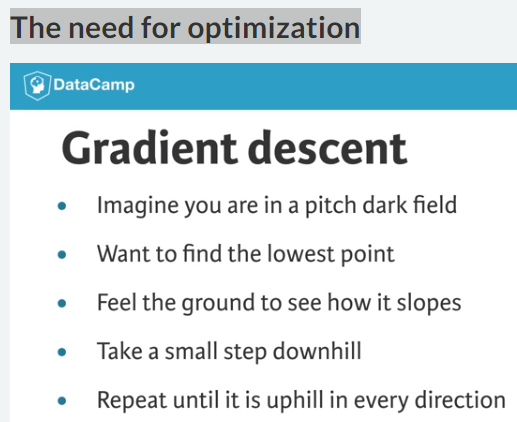 The need for optimization
DataCamp
Gradient descent
• Imagine you are in a pitch dark field
• Want to find the lowest point
• Feel the ground to see how it slopes
• Take a small step downhill
• Repeat until it is uphill in every direction